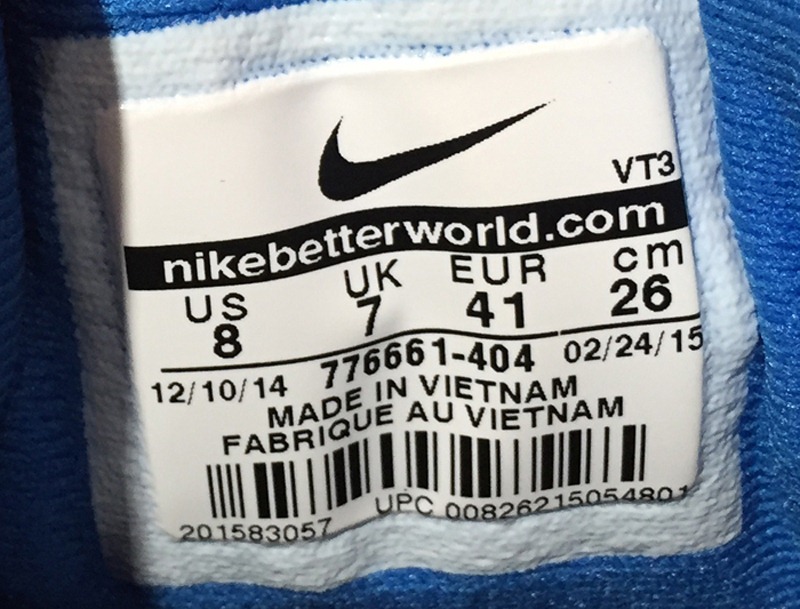 VT3
nikebetterworld.com
US UK EUR cm
8 7 41 26
12/10/14 776661-404 02/24/15
MADE IN VIETNAM
FABRIQUE AU VIETNAM
201583057 UPC 00826215054801